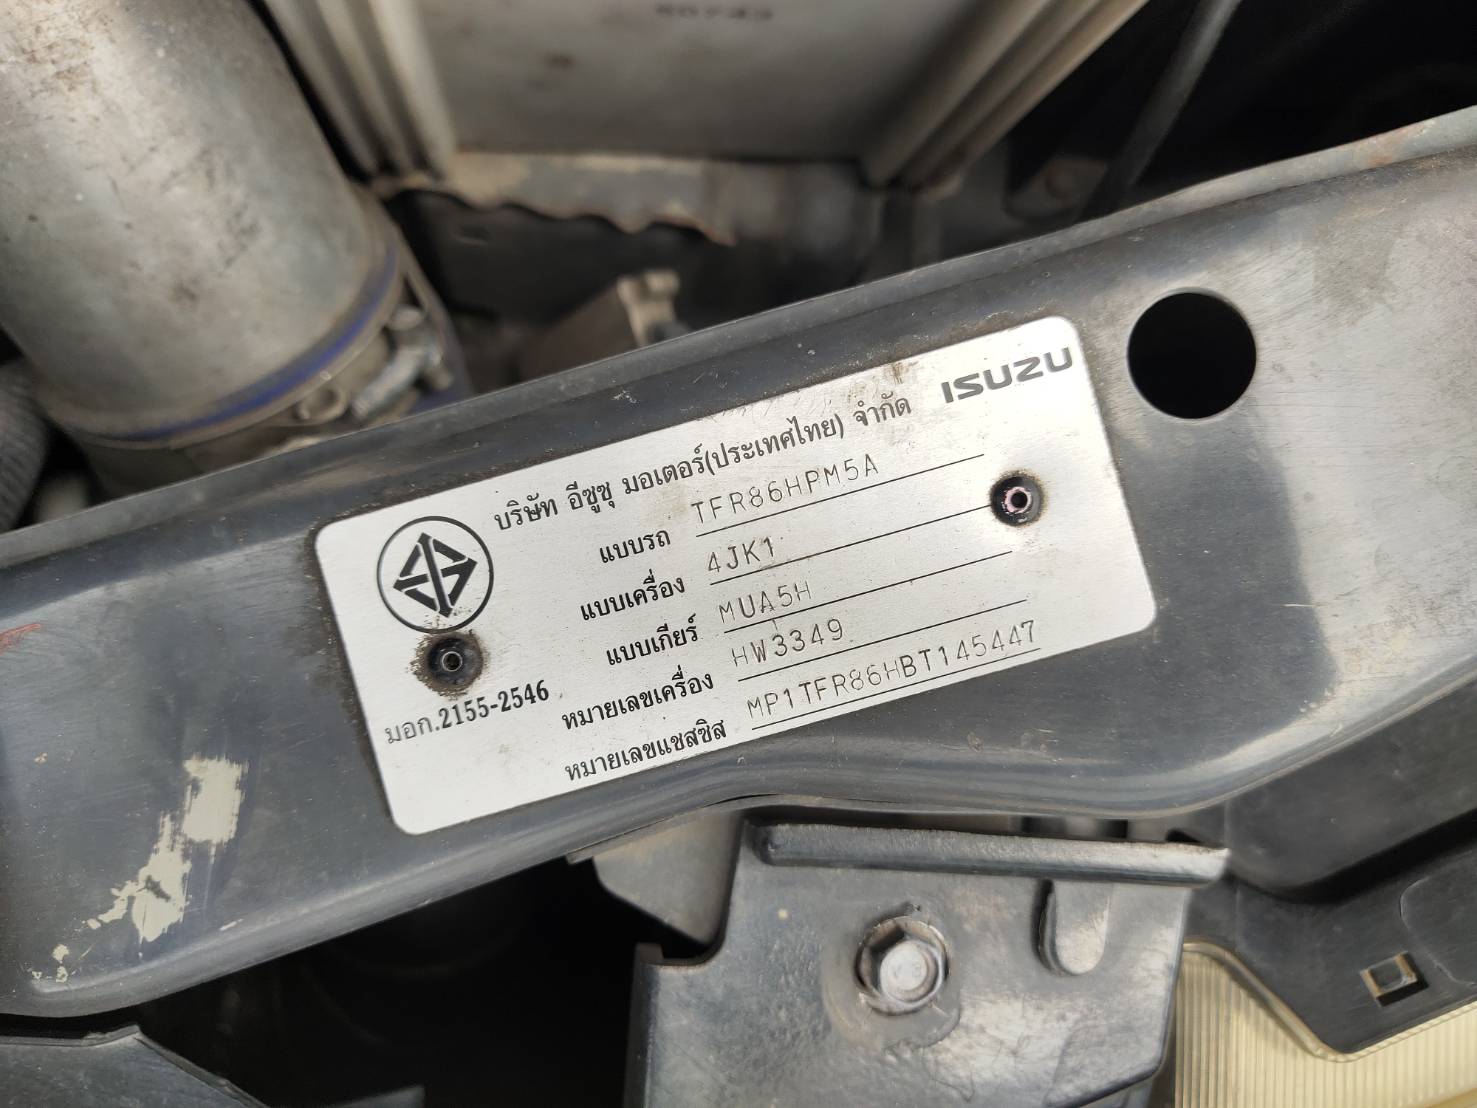 ISUZU
บริษัท อีซูซุ มอเตอร์(ประเทศไทย) จำกัด
แบบรถ TFR86HPM5A
แบบเครื่อง 4JK1
แบบเกียร์ MUA5H
หมายเลขเครื่อง HW3349
หมายเลขแชสซิส MP1TFR86HBT145447
มอก.2155-2546